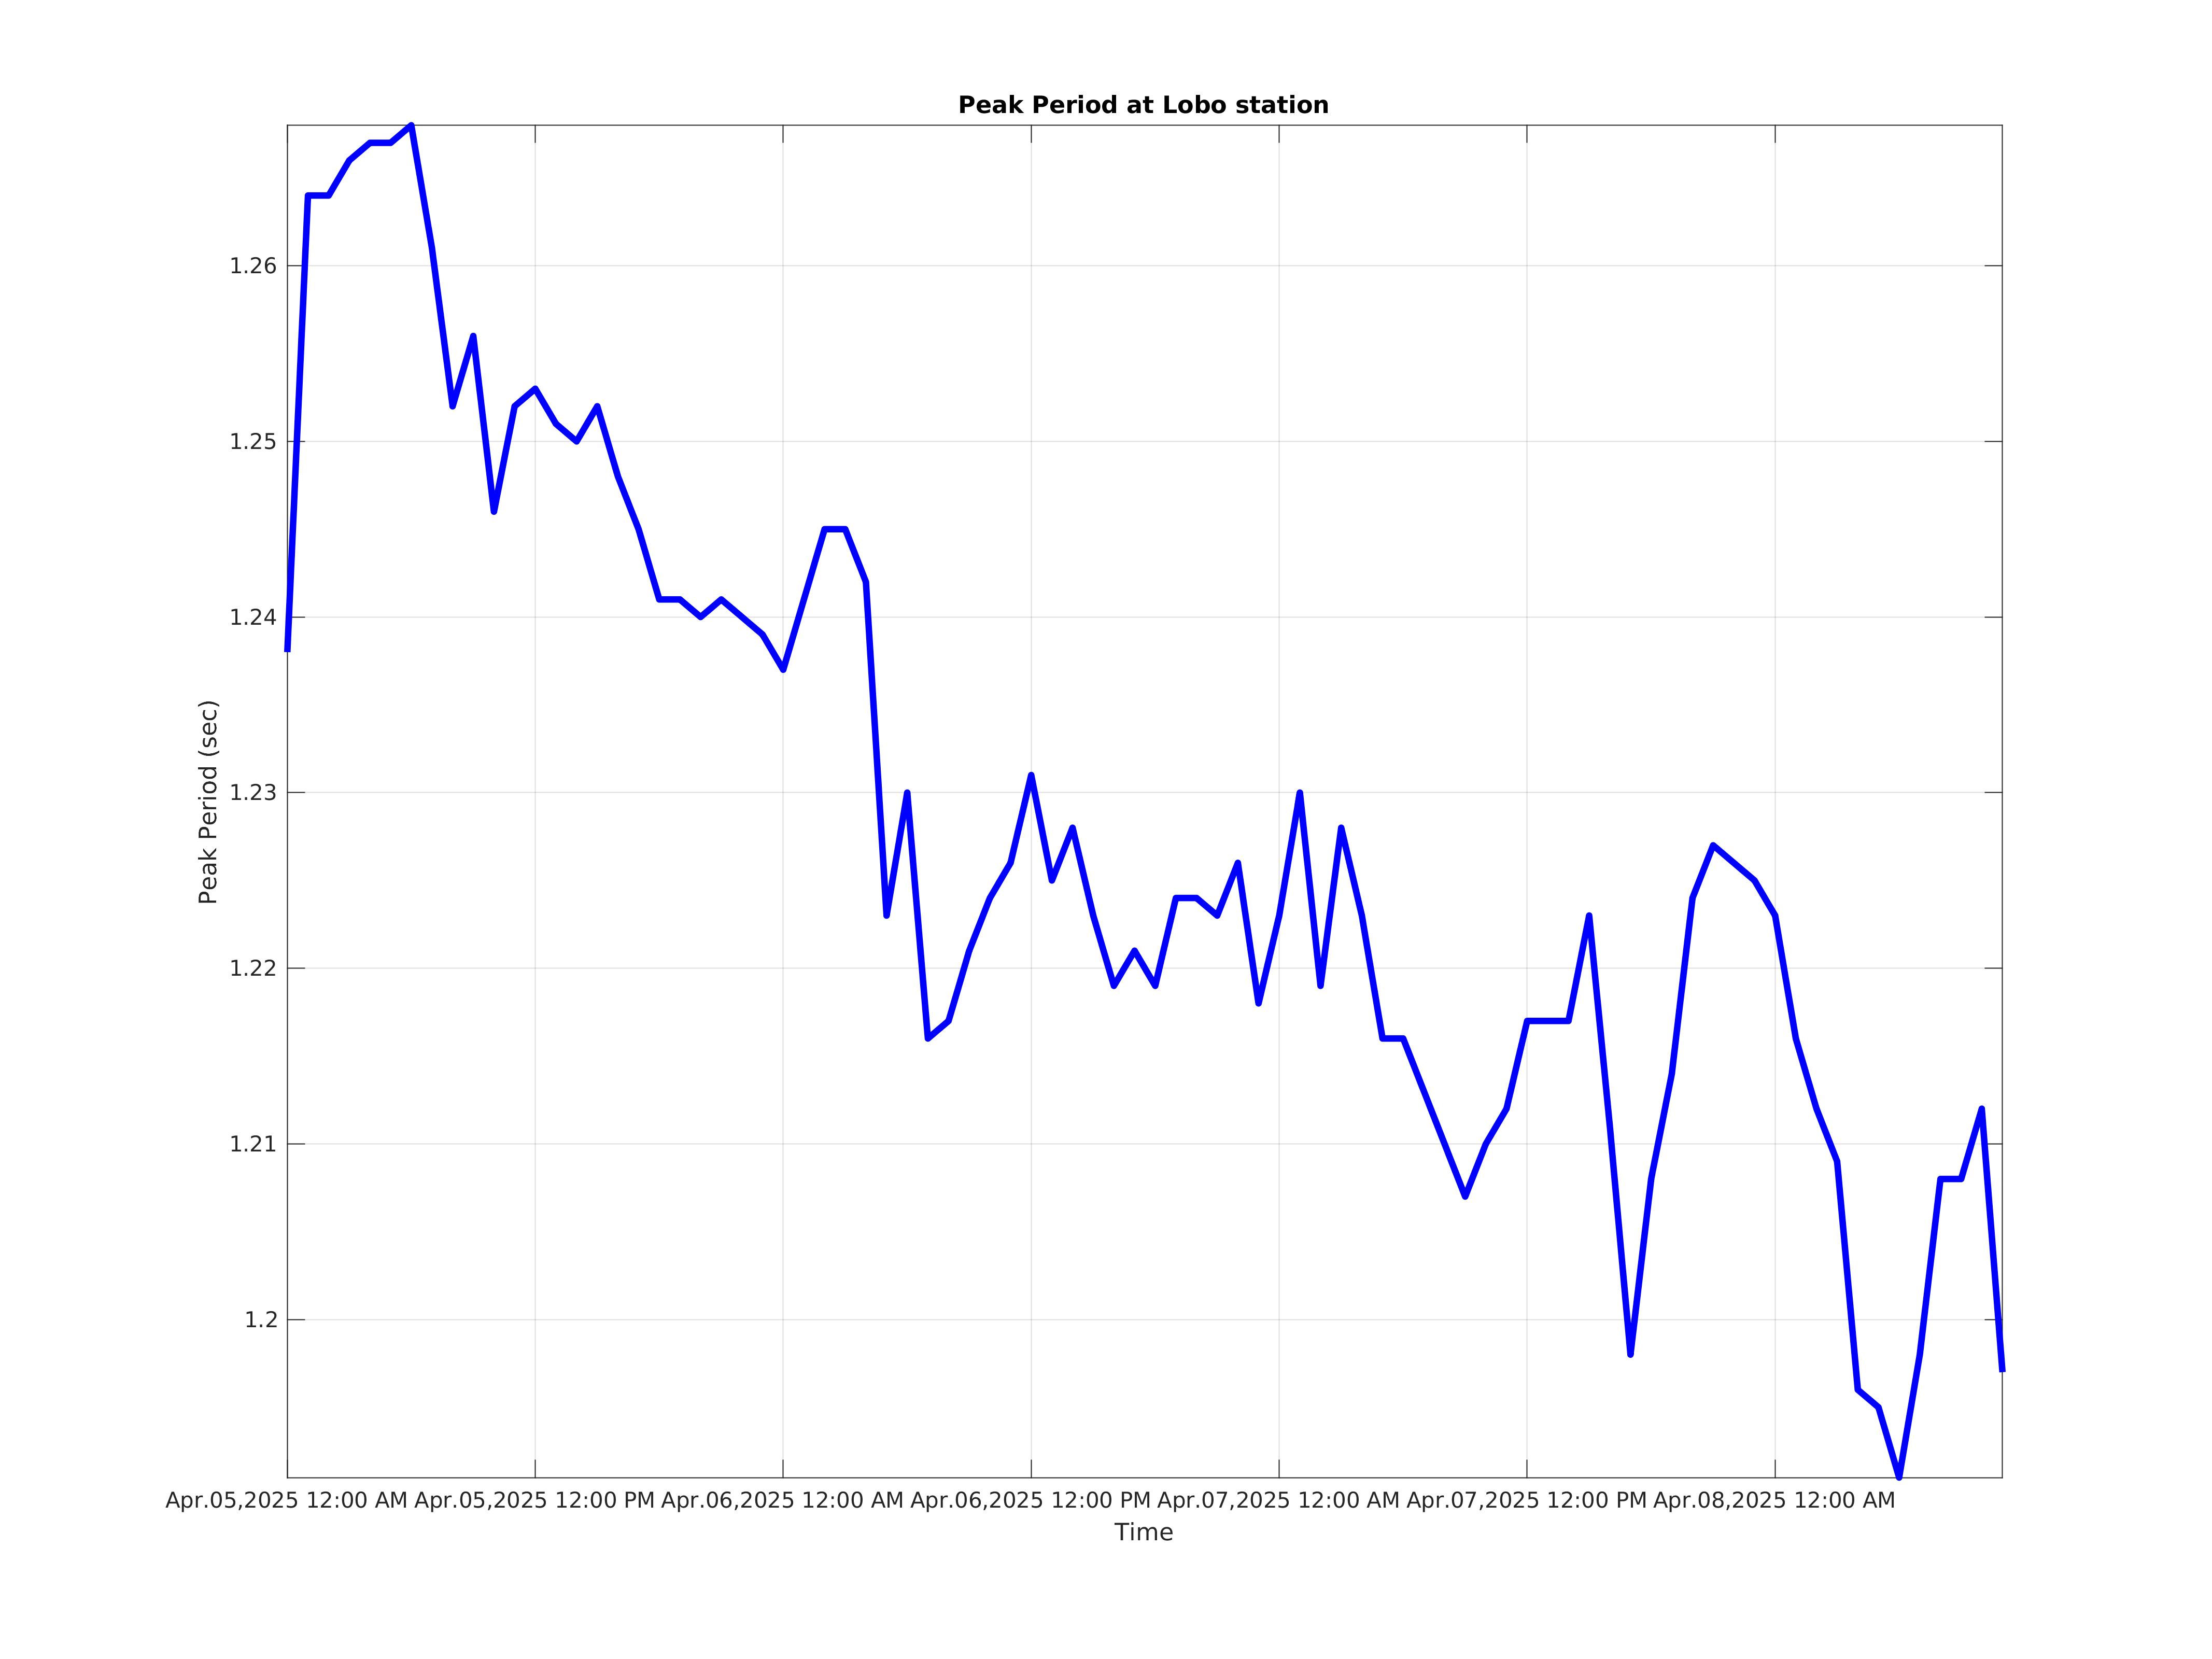 Peak Period at Lobo station
1.26
1.25
1.24
1.23
1.22
1.21
1.2
Peak Period (sec)
Apr.05,2025 12:00 AM Apr.05,2025 12:00 PM Apr.06,2025 12:00 AM Apr.06,2025 12:00 PM Apr.07,2025 12:00 AM Apr.07,2025 12:00 PM Apr.08,2025 12:00 AM
Time